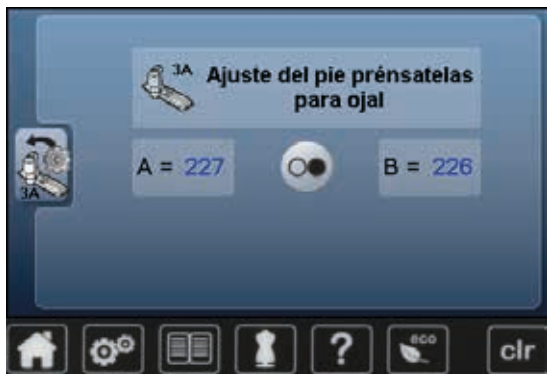 3A Ajuste del pie prénsatelas
para ojal
3A
A = 227
B = 226
?
eco
clr